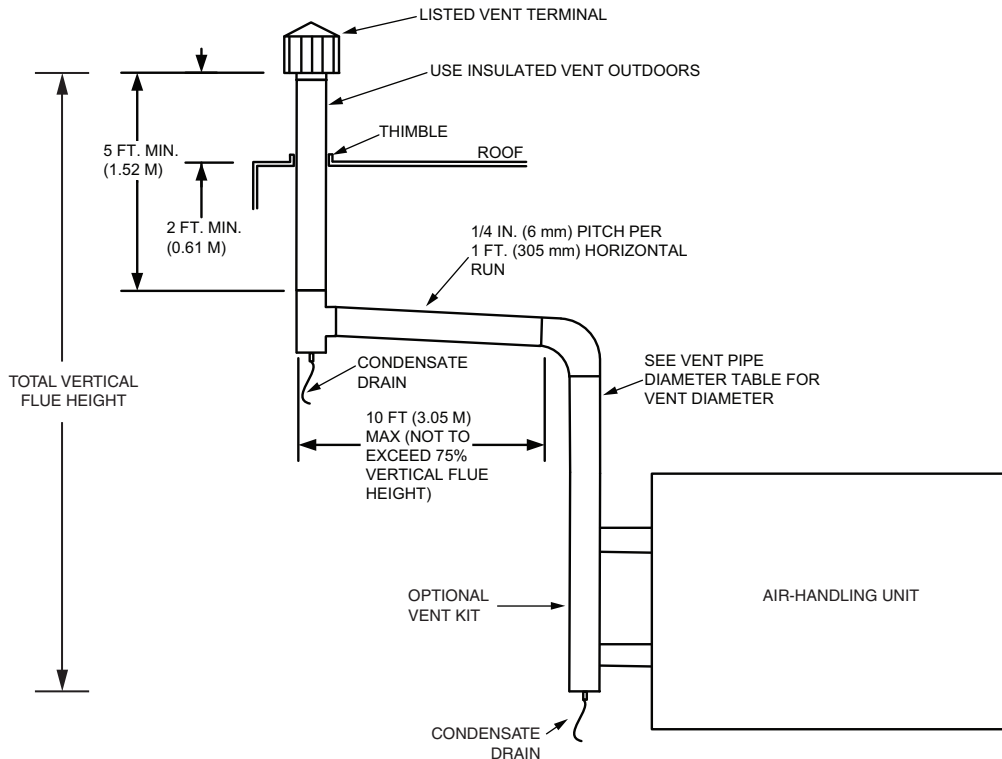 LISTED VENT TERMINAL
USE INSULATED VENT OUTDOORS
THIMBLE
ROOF
5 FT. MIN.
(1.52 M)
2 FT. MIN.
(0.61 M)
1/4 IN. (6 mm) PITCH PER
1 FT. (305 mm) HORIZONTAL
RUN
TOTAL VERTICAL
FLUE HEIGHT
CONDENSATE
DRAIN
SEE VENT PIPE
DIAMETER TABLE FOR
VENT DIAMETER
10 FT (3.05 M)
MAX (NOT TO
EXCEED 75%
VERTICAL FLUE
HEIGHT)
OPTIONAL
VENT KIT
AIR-HANDLING UNIT
CONDENSATE
DRAIN